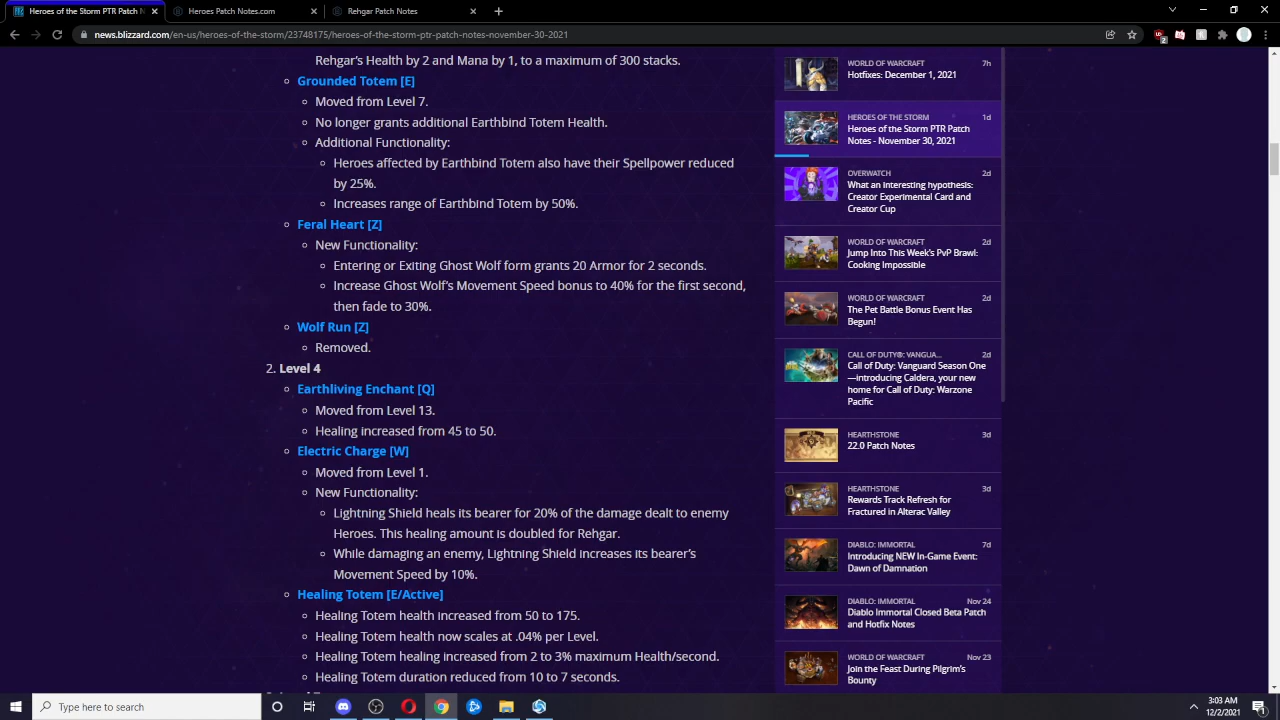 Heroes of the Storm PTR Patch N
Heroes Patch Notes.com
Rehgar Patch Notes
news.blizzard.com/en-us/heroes-of-the-storm/23748175/heroes-of-the-storm-ptr-patch-notes-november-30-2021
2
Rehgar's Health by 2 and Mana by 1, to a maximum of 300 stacks.
Grounded Totem [E]
Moved from Level 7.
No longer grants additional Earthbind Totem Health.
Additional Functionality:
Heroes affected by Earthbind Totem also have their Spellpower reduced
by 25%.
Increases range of Earthbind Totem by 50%.
Feral Heart [Z]
New Functionality:
Entering or Exiting Ghost Wolf form grants 20 Armor for 2 seconds.
Increase Ghost Wolf's Movement Speed bonus to 40% for the first second,
then fade to 30%.
Wolf Run [Z]
Removed.
2. Level 4
Earthliving Enchant [Q]
Moved from Level 13.
Healing increased from 45 to 50.
Electric Charge [W]
Moved from Level 1.
New Functionality:
Lightning Shield heals its bearer for 20% of the damage dealt to enemy
Heroes. This healing amount is doubled for Rehgar.
While damaging an enemy, Lightning Shield increases its bearer's
Movement Speed by 10%.
Healing Totem [E/Active]
Healing Totem health increased from 50 to 175.
Healing Totem health now scales at .04% per Level.
Healing Totem healing increased from 2 to 3% maximum Health/second.
Healing Totem duration reduced from 10 to 7 seconds.
WORLD OF WARCRAFT 7h
Hotfixes: December 1, 2021
HEROES OF THE STORM 1d
Heroes of the Storm PTR Patch
Notes - November 30, 2021
OVERWATCH 2d
What an interesting hypothesis:
Creator Experimental Card and
Creator Cup
WORLD OF WARCRAFT 2d
Jump Into This Week's PvP Brawl:
Cooking Impossible
WORLD OF WARCRAFT 2d
The Pet Battle Bonus Event Has
Begun!
CALL OF DUTY®: VANGUA... 2d
Call of Duty: Vanguard Season One
—introducing Caldera, your new
home for Call of Duty: Warzone
Pacific
HEARTHSTONE 3d
22.0 Patch Notes
HEARTHSTONE 3d
Rewards Track Refresh for
Fractured in Alterac Valley
DIABLO: IMMORTAL 7d
Introducing NEW In-Game Event:
Dawn of Damnation
DIABLO: IMMORTAL Nov 24
Diablo Immortal Closed Beta Patch
and Hotfix Notes
WORLD OF WARCRAFT Nov 23
Join the Feast During Pilgrim's
Bounty
Type here to search
3:03 AM
12/2/2021
1